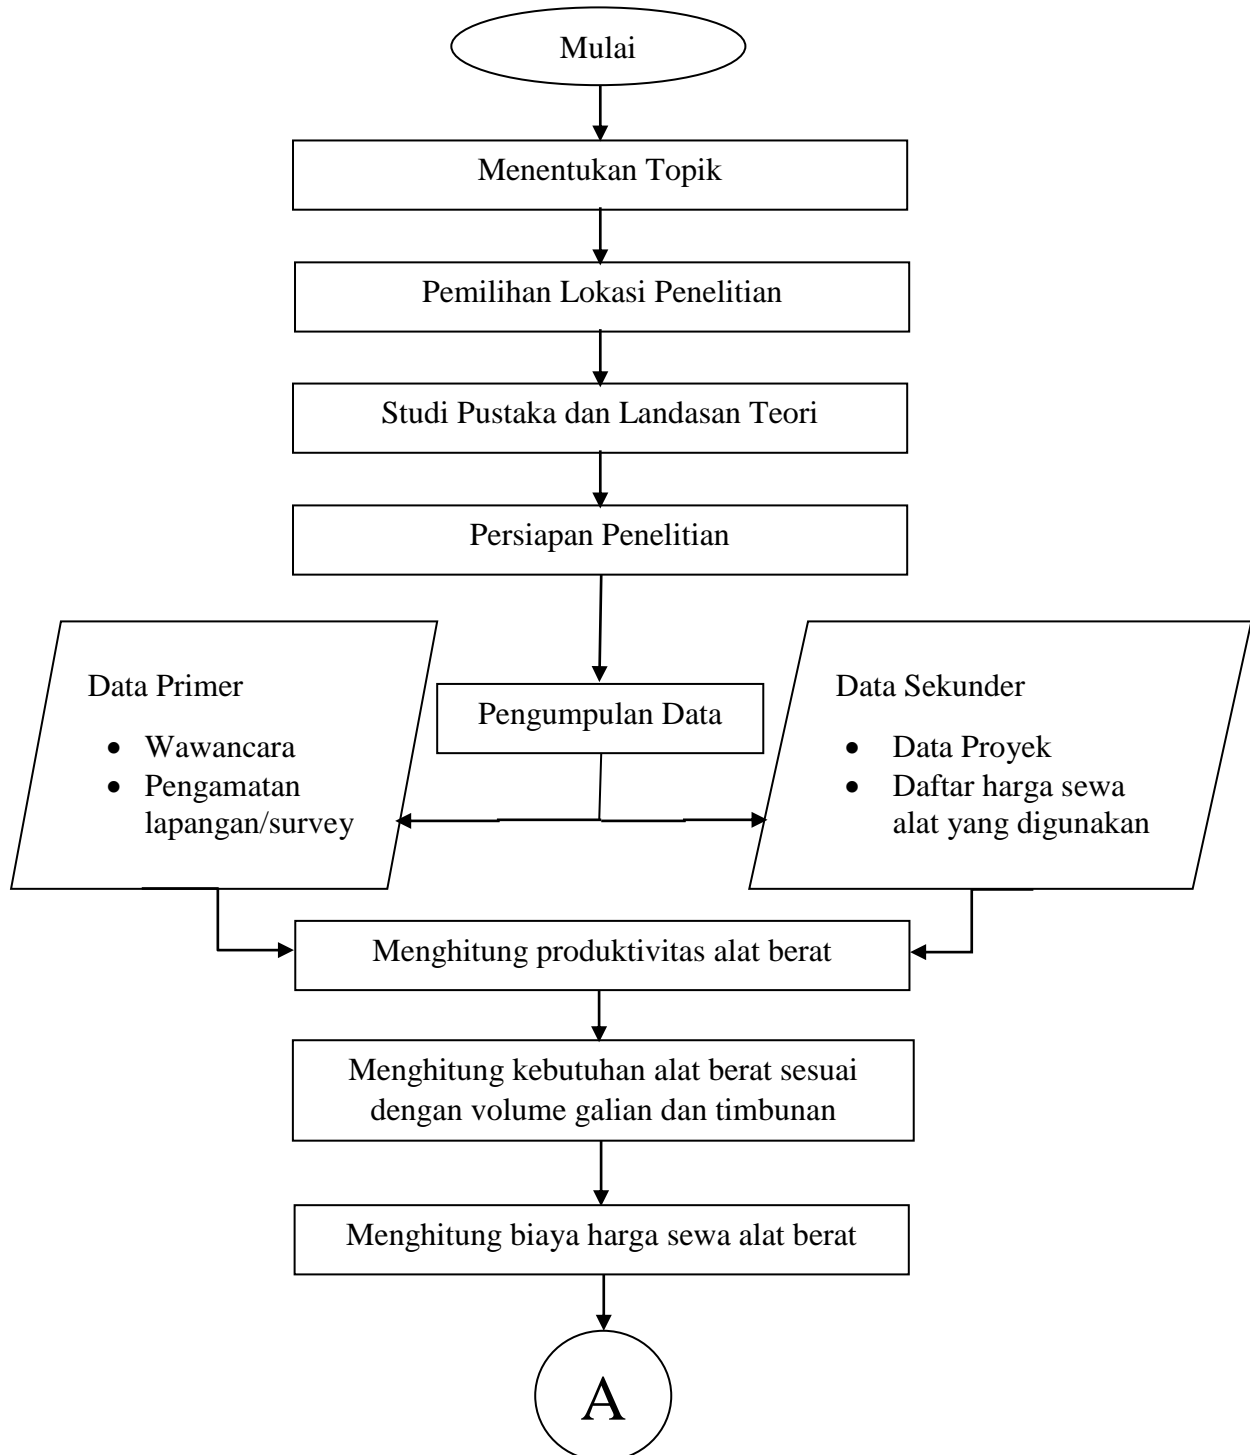 Mulai
Menentukan Topik
Pemilihan Lokasi Penelitian
Studi Pustaka dan Landasan Teori
Persiapan Penelitian
Pengumpulan Data
Data Primer
• Wawancara
• Pengamatan
lapangan/survey
Data Sekunder
• Data Proyek
• Daftar harga sewa
alat yang digunakan
Menghitung produktivitas alat berat
Menghitung kebutuhan alat berat sesuai
dengan volume galian dan timbunan
Menghitung biaya harga sewa alat berat
A